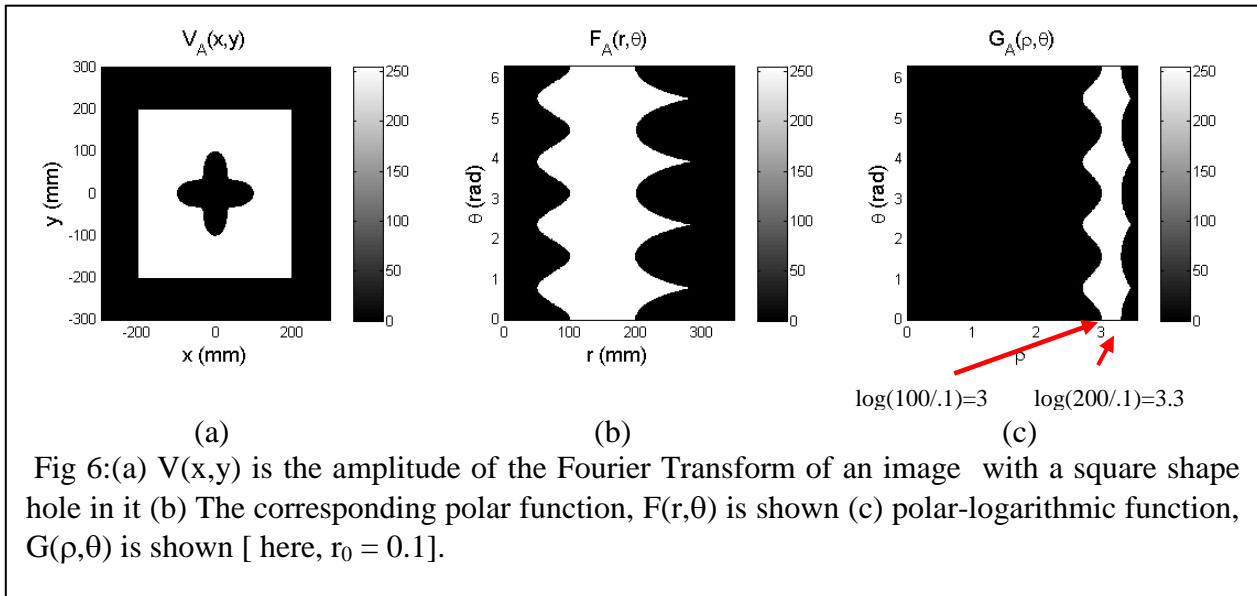 V_A(x,y)
300
200
100
0
-100
-200
-300
y (mm)
-200
0
200
x (mm)
250
200
150
100
50
0
F_A(r,θ)
6
5
4
3
2
1
0
θ (rad)
0
100
200
300
r (mm)
250
200
150
100
50
0
G_A(ρ,θ)
6
5
4
3
2
1
0
θ (rad)
0
1
2
3
ρ
250
200
150
100
50
0
log(100/.1)=3
log(200/.1)=3.3
(a)
(b)
(c)
Fig 6:(a) V(x,y) is the amplitude of the Fourier Transform of an image with a square shape
hole in it (b) The corresponding polar function, F(r,θ) is shown (c) polar-logarithmic function,
G(ρ,θ) is shown [ here, r₀ = 0.1].